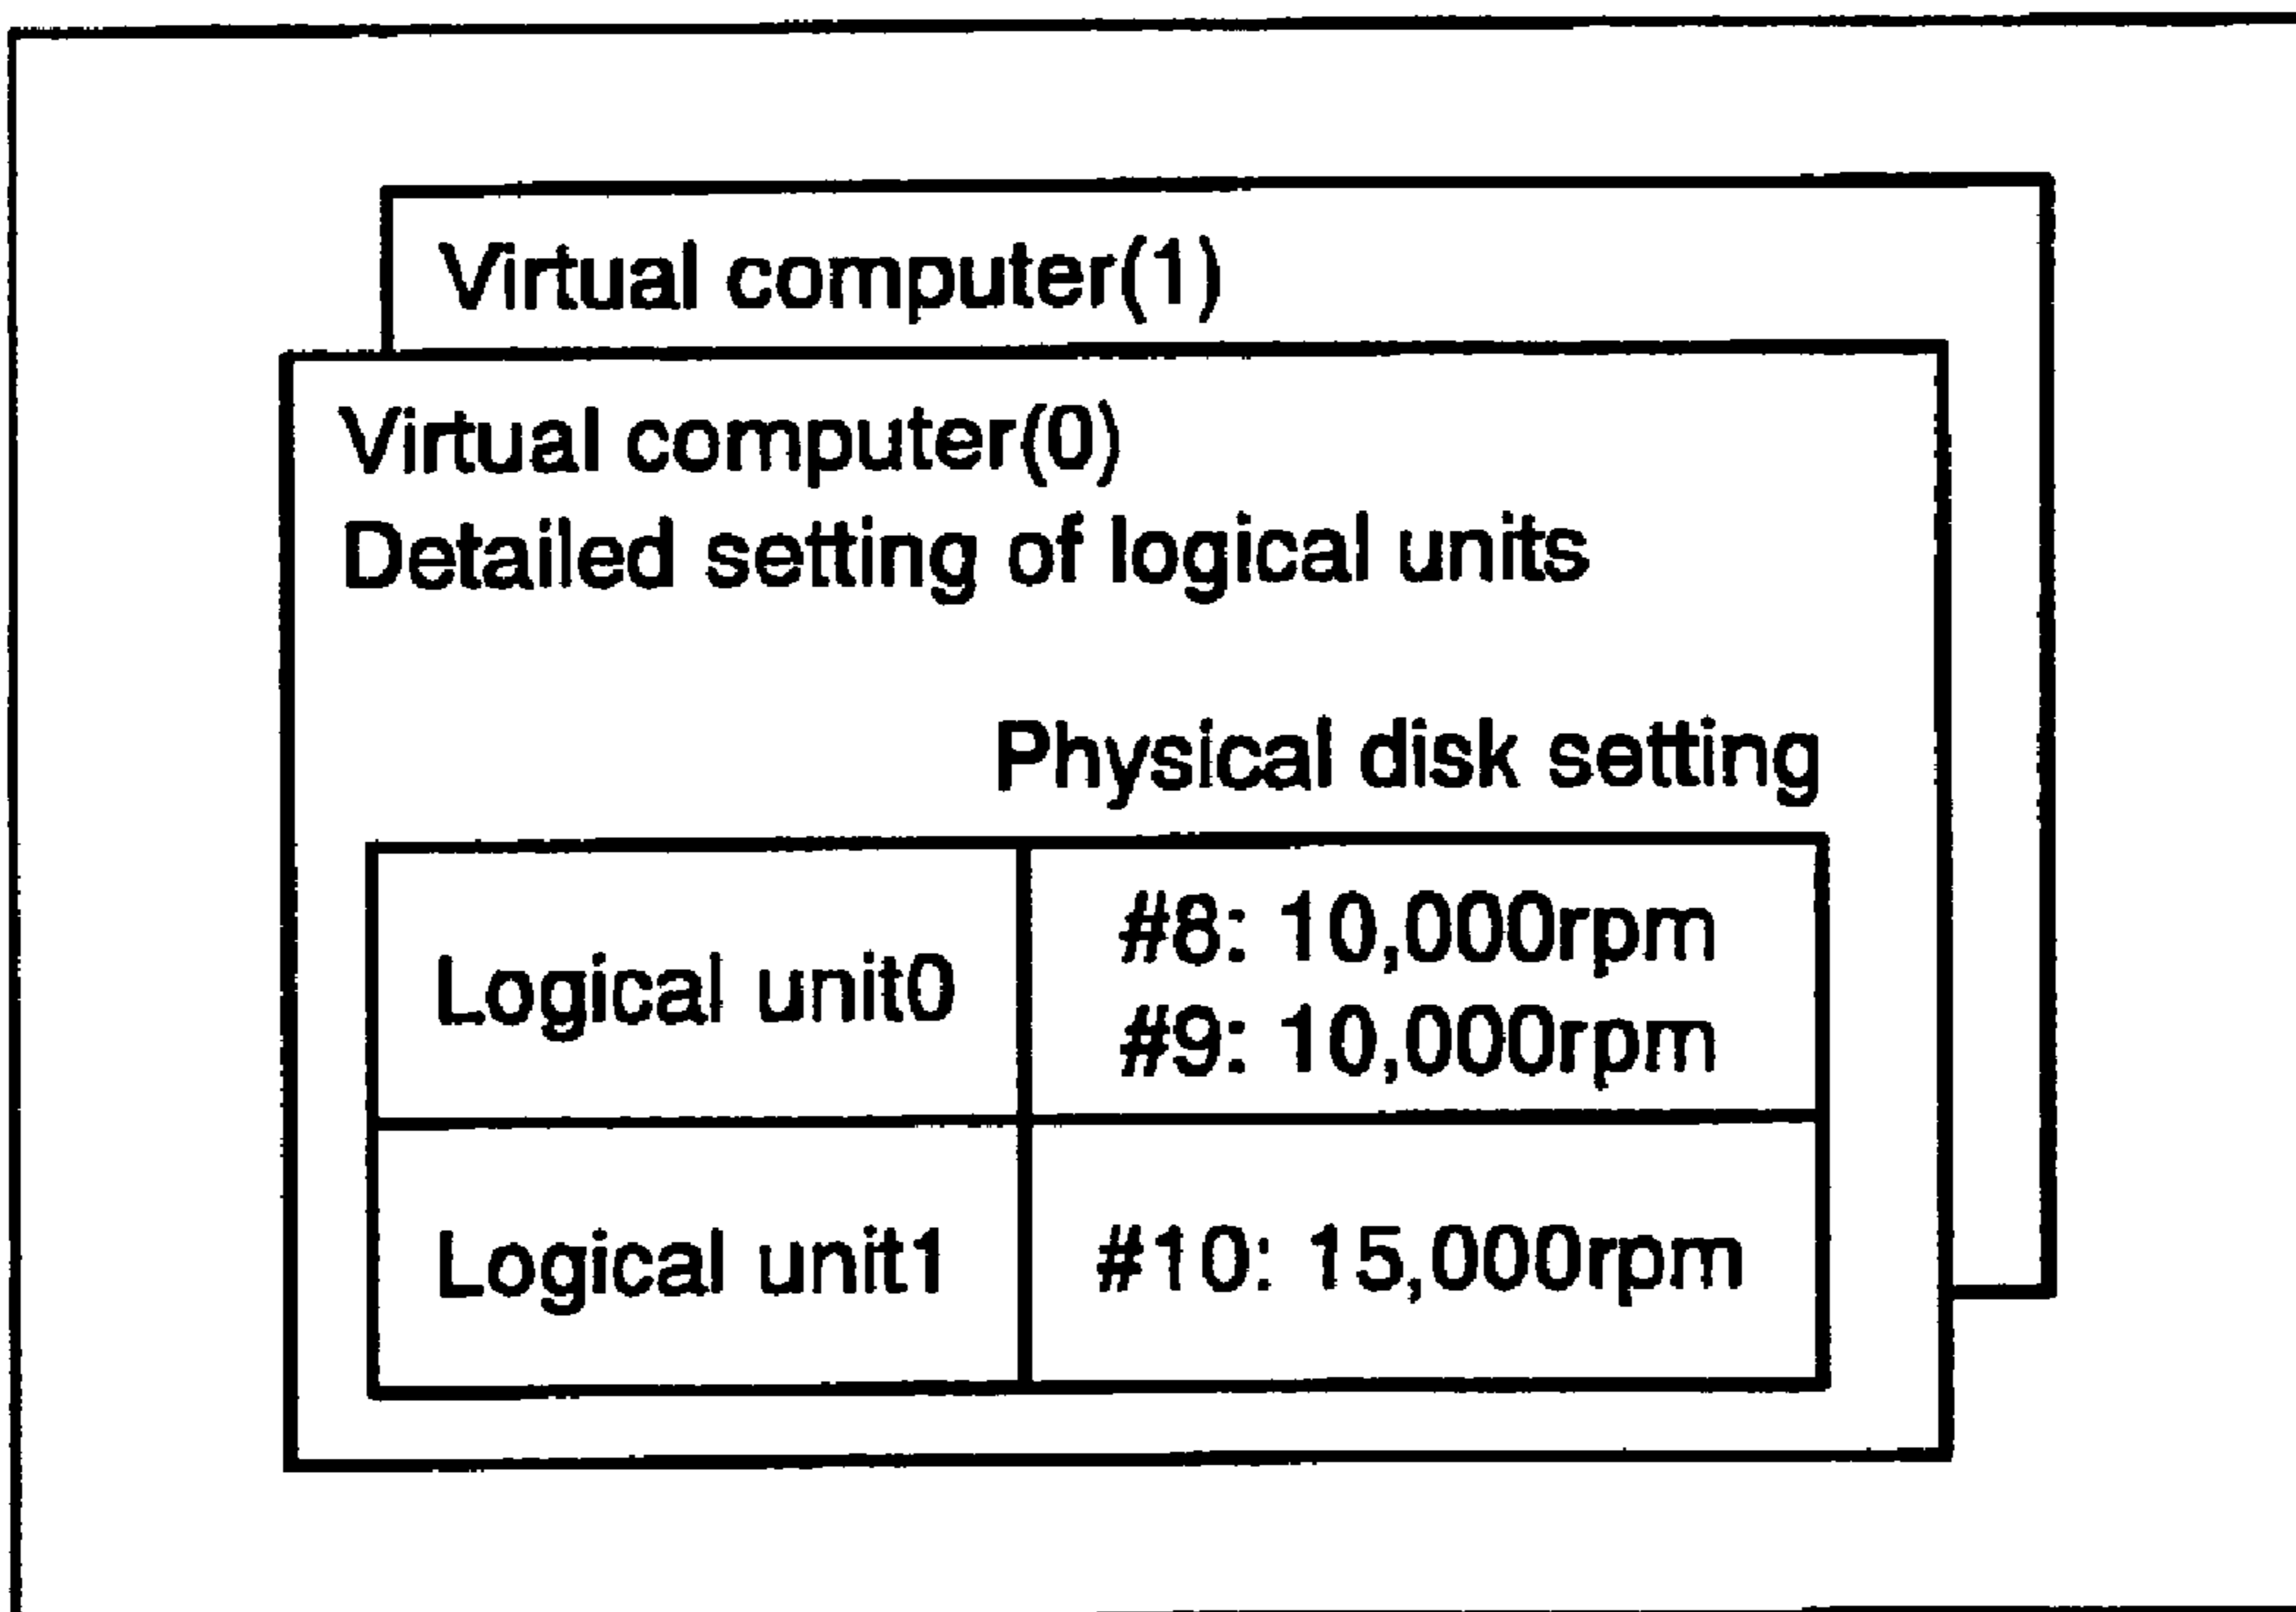 Virtual computer(1)
Virtual computer(0)
Detailed setting of logical units
Physical disk setting
Logical unit0
#8: 10,000rpm
#9: 10,000rpm
Logical unit1
#10: 15,000rpm